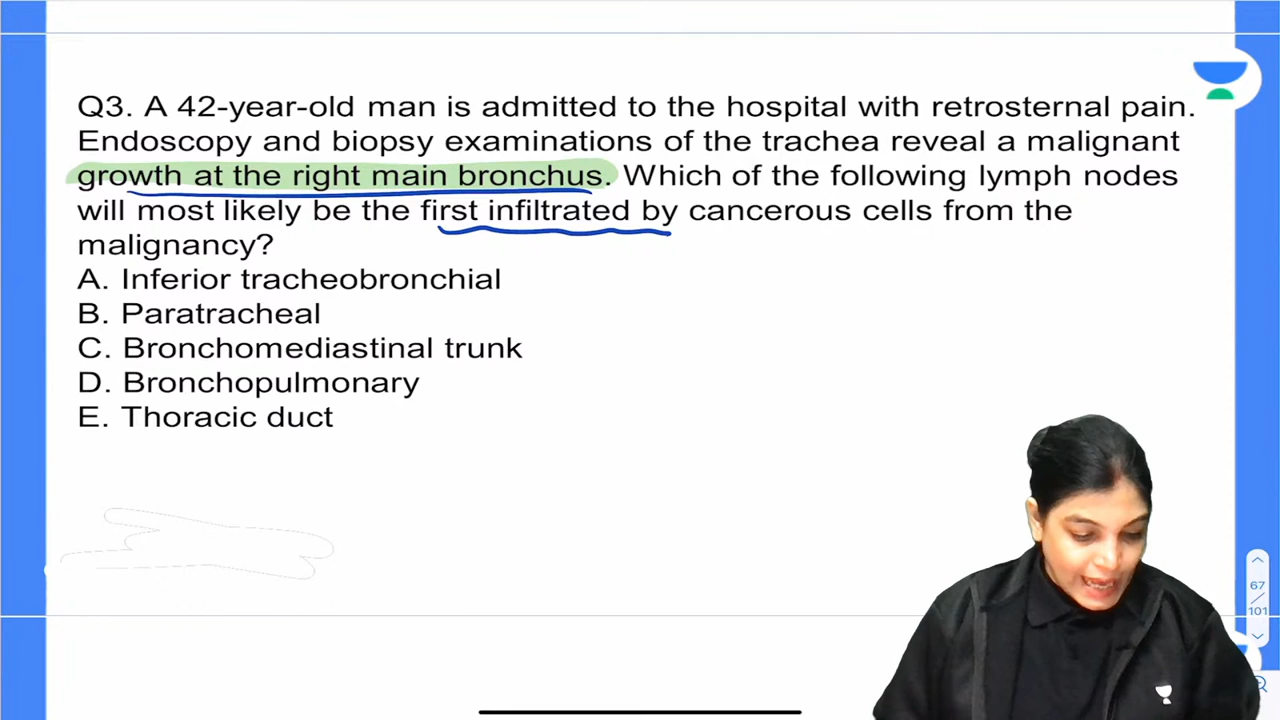 Q3. A 42-year-old man is admitted to the hospital with retrosternal pain.
Endoscopy and biopsy examinations of the trachea reveal a malignant
growth at the right main bronchus. Which of the following lymph nodes
will most likely be the first infiltrated by cancerous cells from the
malignancy?
A. Inferior tracheobronchial
B. Paratracheal
C. Bronchomediastinal trunk
D. Bronchopulmonary
E. Thoracic duct
67
/
101